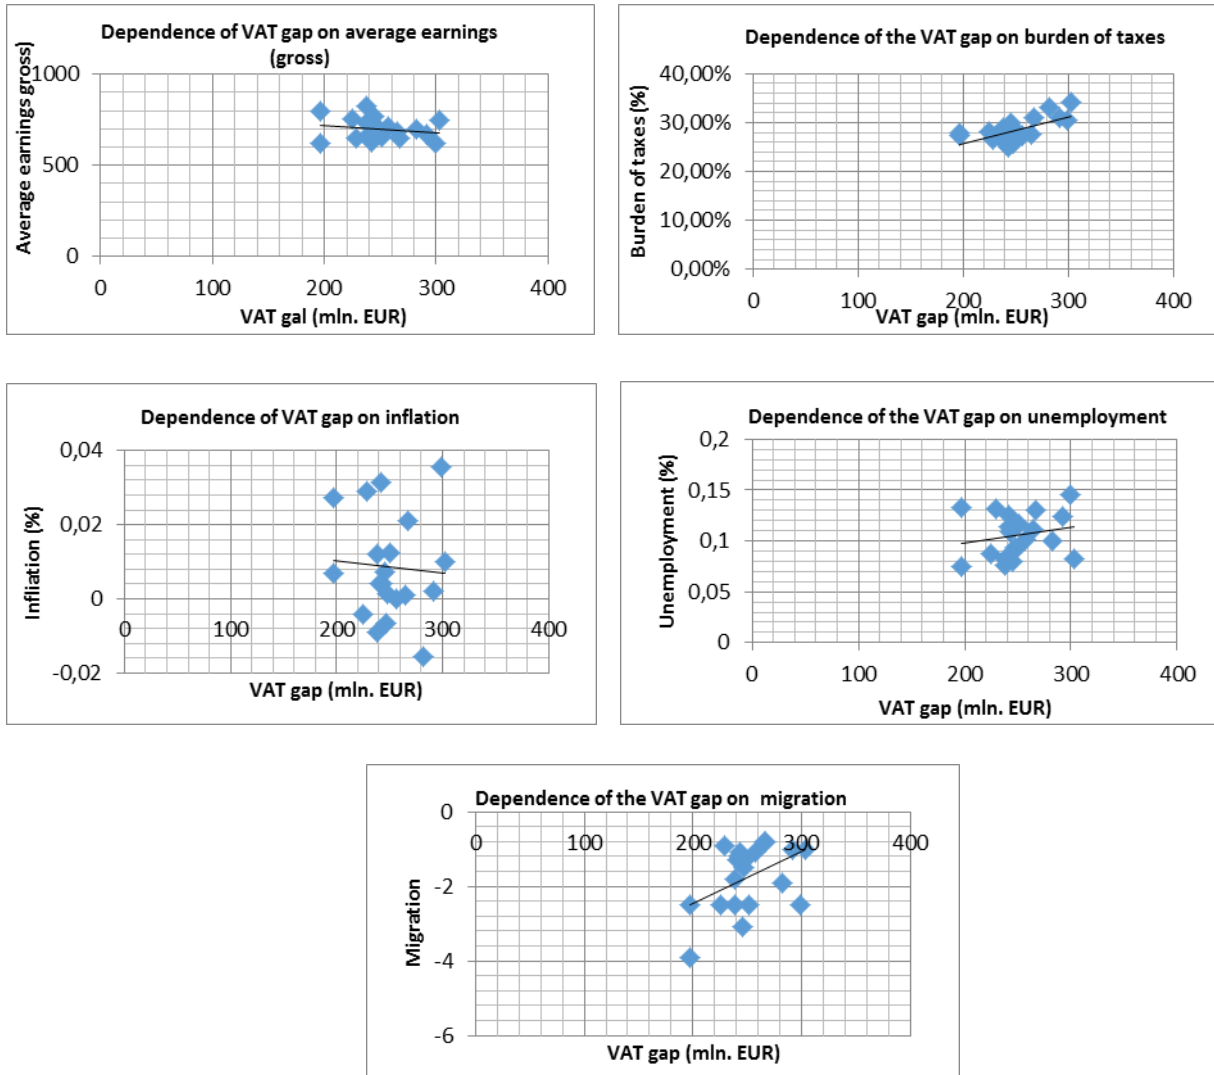 Dependence of VAT gap on average earnings
(gross)
Average earnings gross)
1000
500
0
0 100 200 300 400
VAT gal (mln. EUR)
Dependence of the VAT gap on burden of taxes
Burden of taxes (%)
40,00%
30,00%
20,00%
10,00%
0,00%
0 100 200 300 400
VAT gap (mln. EUR)
Dependence of VAT gap on inflation
Infliation (%)
0,04
0,02
0
-0,02
0 100 200 300 400
VAT gap (mln. EUR)
Dependence of the VAT gap on unemployment
Unemployment (%)
0,2
0,15
0,1
0,05
0
0 100 200 300 400
VAT gap (mln. EUR)
Dependence of the VAT gap on migration
Migration
0
-2
-4
-6
0 100 200 300 400
VAT gap (mln. EUR)